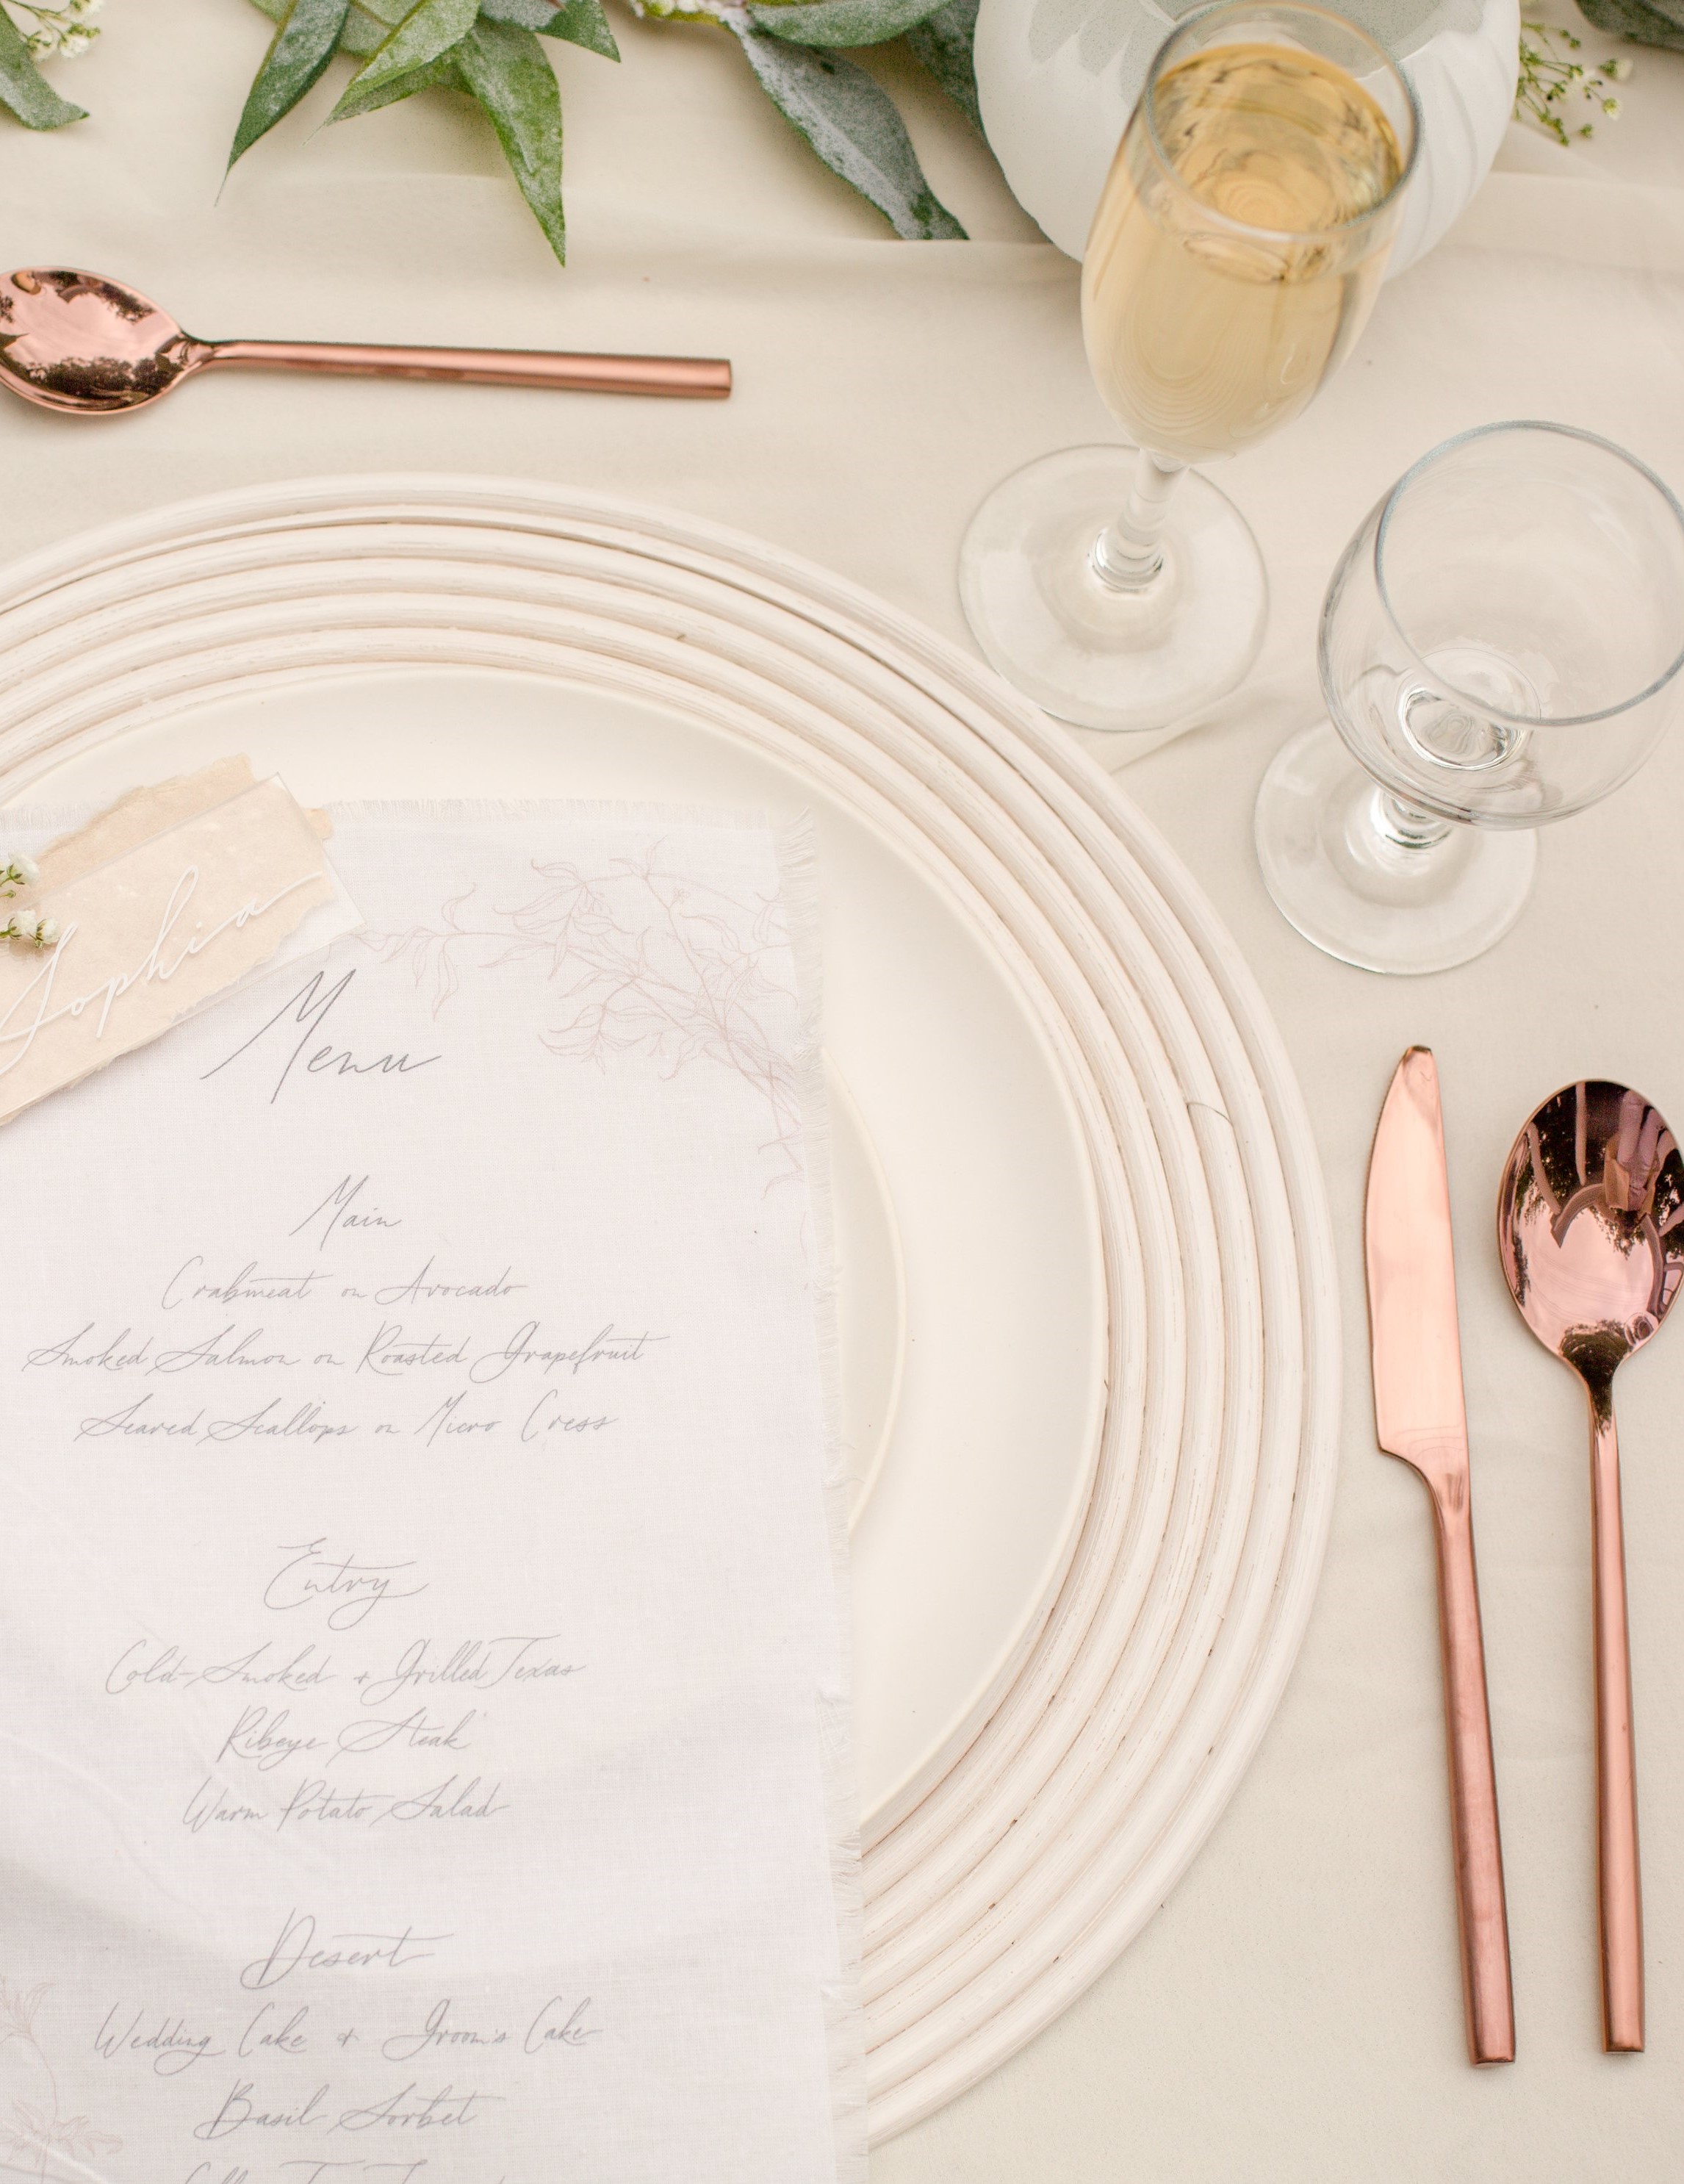 Sophia
Menu
Main
Crabmeat on Avocado
Smoked Salmon on Roasted Grapefruit
Seared Scallops on Micro Cress
Entry
Cold-Smoked + Grilled Texas
Ribeye Steak
Warm Potato Salad
Desert
Wedding Cake + Groom's Cake
Basil Sorbet